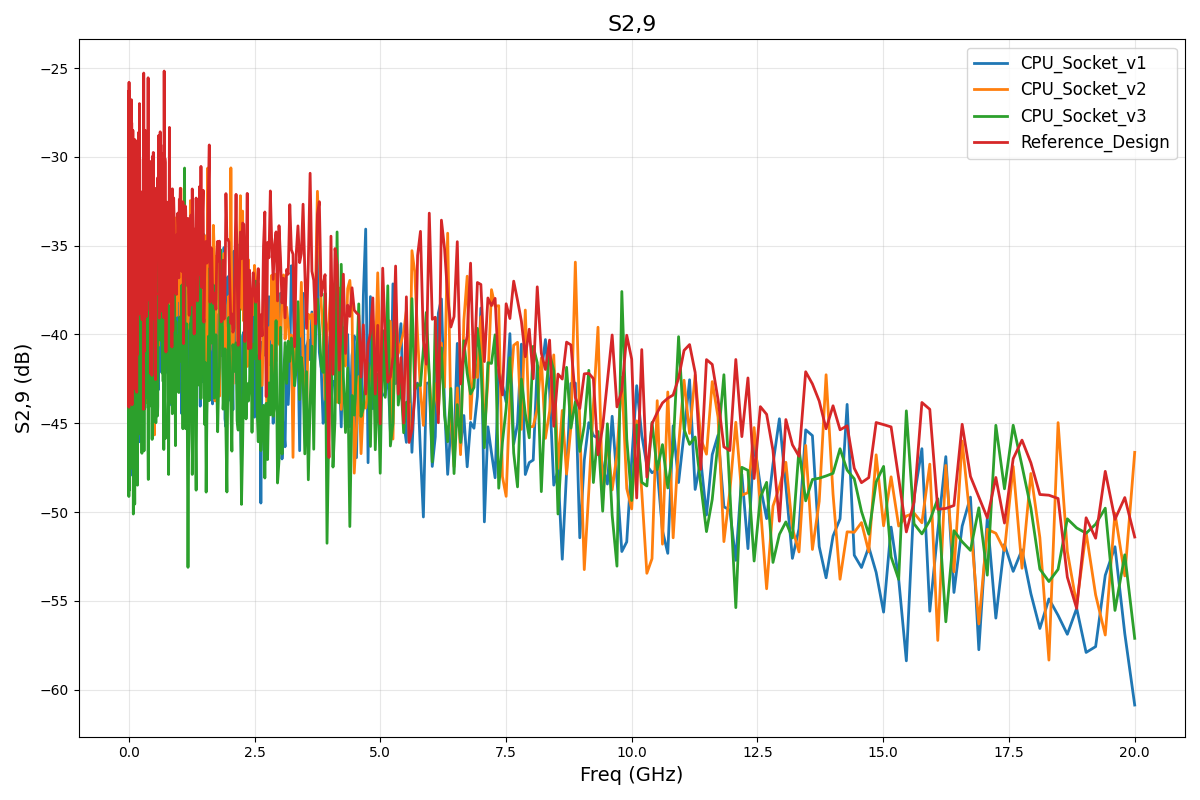 S2,9
CPU_Socket_v1
CPU_Socket_v2
CPU_Socket_v3
Reference_Design
S2,9 (dB)
−25
−30
−35
−40
−45
−50
−55
−60
0.0 2.5 5.0 7.5 10.0 12.5 15.0 17.5 20.0
Freq (GHz)